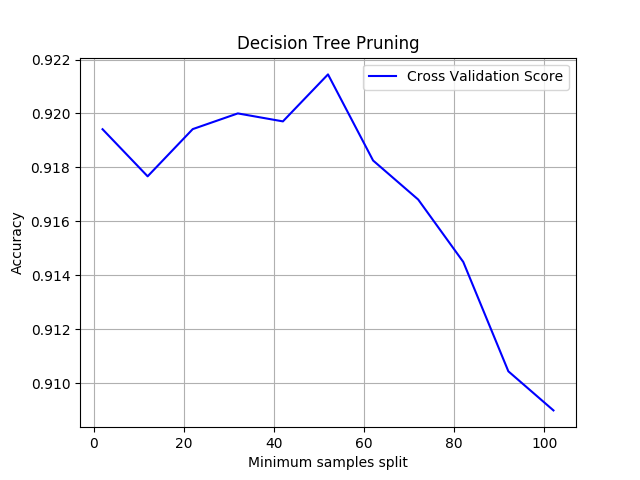 Decision Tree Pruning
Cross Validation Score
0.922
0.920
0.918
0.916
0.914
0.912
0.910
Accuracy
0 20 40 60 80 100
Minimum samples split